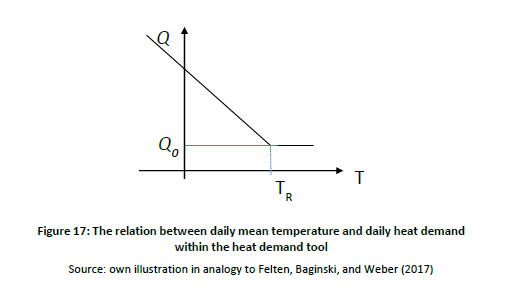 Q
Q0
T
TR
Figure 17: The relation between daily mean temperature and daily heat demand
within the heat demand tool
Source: own illustration in analogy to Felten, Baginski, and Weber (2017)